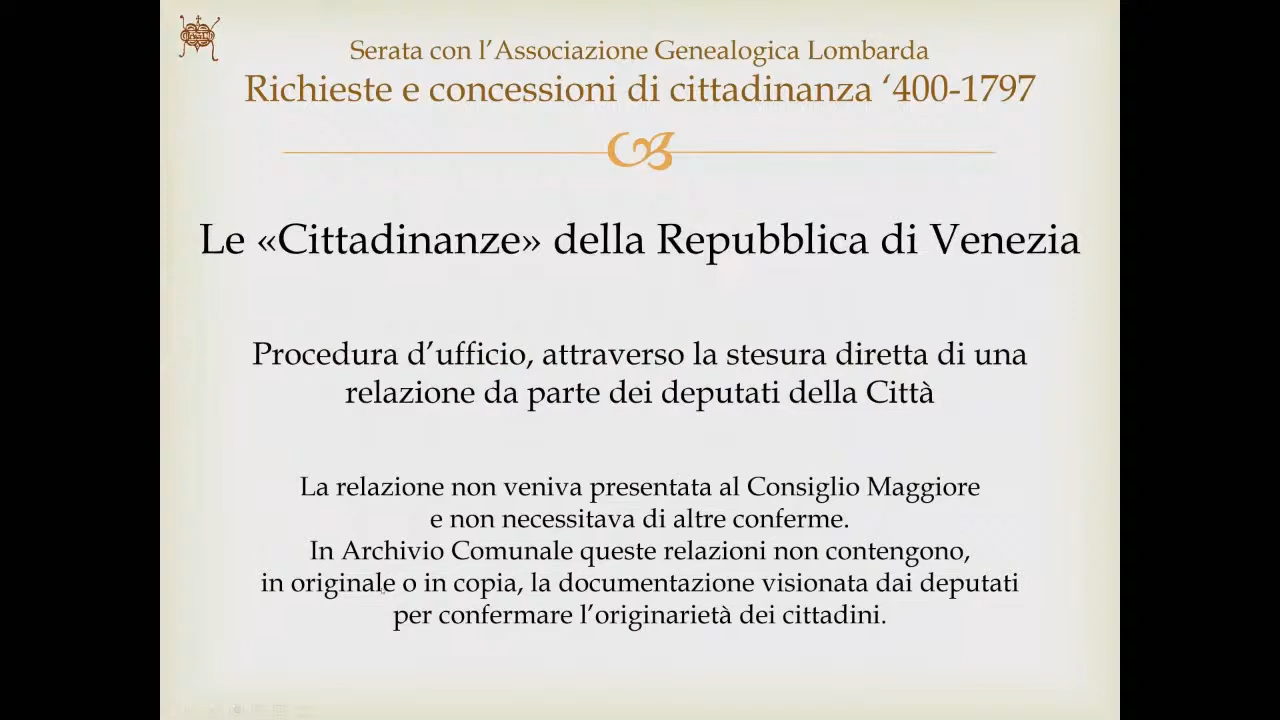 Serata con l’Associazione Genealogica Lombarda
Richieste e concessioni di cittadinanza ‘400-1797
Le «Cittadinanze» della Repubblica di Venezia
Procedura d’ufficio, attraverso la stesura diretta di una
relazione da parte dei deputati della Città
La relazione non veniva presentata al Consiglio Maggiore
e non necessitava di altre conferme.
In Archivio Comunale queste relazioni non contengono,
in originale o in copia, la documentazione visionata dai deputati
per confermare l’originarietà dei cittadini.